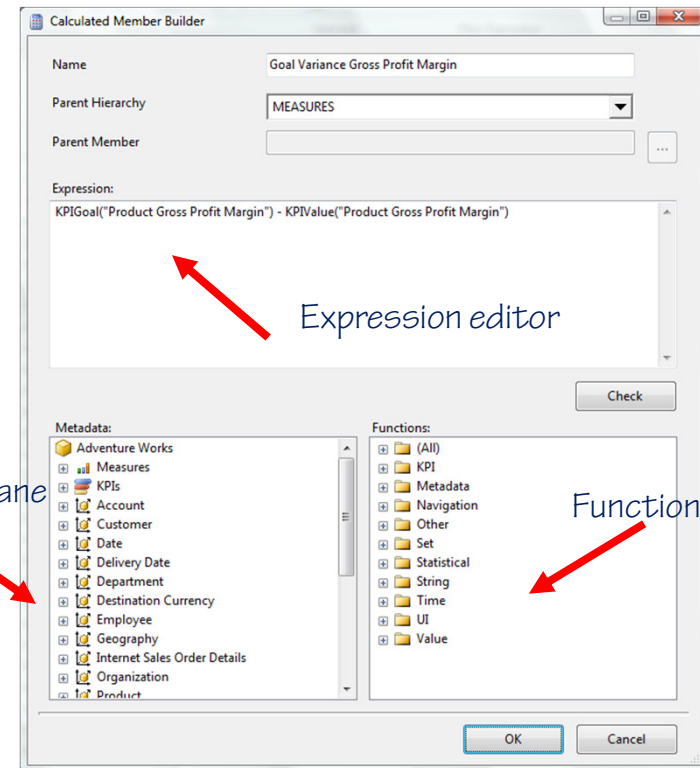 Calculated Member Builder
Name
Goal Variance Gross Profit Margin
Parent Hierarchy
MEASURES
Parent Member
...
Expression:
KPIGoal("Product Gross Profit Margin") - KPIValue("Product Gross Profit Margin")
Expression editor
Check
Metadata:
Adventure Works
Measures
KPIs
Account
Customer
Date
Delivery Date
Department
Destination Currency
Employee
Geography
Internet Sales Order Details
Organization
Product
ane
Functions:
(All)
KPI
Metadata
Navigation
Other
Set
Statistical
String
Time
UI
Value
Function
OK
Cancel